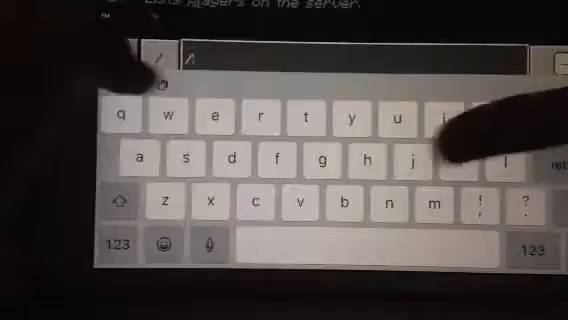 Lists players on the server.
/
/
q w e r t y u i
a s d f g h j l
z x c v b n m ! , ? .
123 123